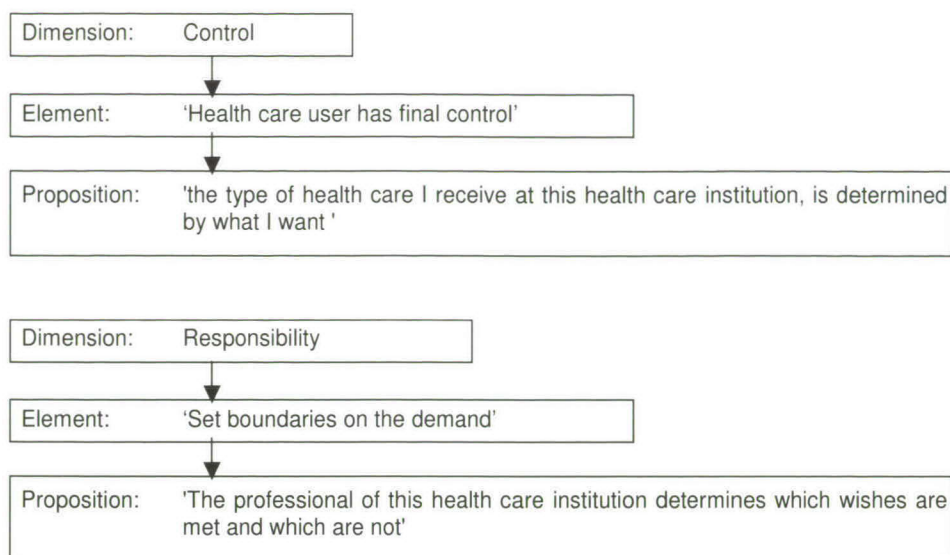 Dimension: Control
Element: ‘Health care user has final control’
Proposition: 'the type of health care I receive at this health care institution, is determined
by what I want '
Dimension: Responsibility
Element: ‘Set boundaries on the demand’
Proposition: 'The professional of this health care institution determines which wishes are
met and which are not'